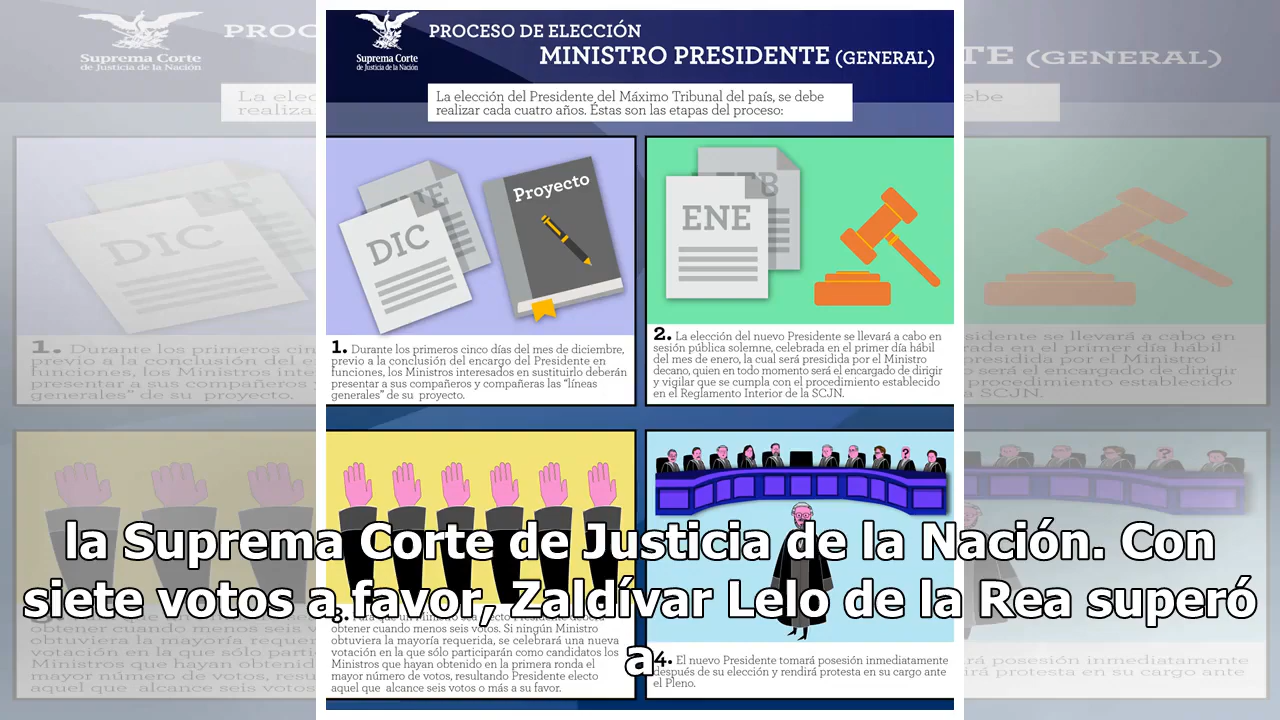 Suprema Corte
de Justicia de la Nación
PROCESO DE ELECCIÓN
MINISTRO PRESIDENTE (GENERAL)
La elección del Presidente del Máximo Tribunal del país, se debe
realizar cada cuatro años. Éstas son las etapas del proceso:
DIC
Proyecto
ENE
1. Durante los primeros cinco días del mes de diciembre,
previo a la conclusión del encargo del Presidente en
funciones, los Ministros interesados en sustituirlo deberán
presentar a sus compañeros y compañeras las "líneas
generales" de su proyecto.
2. La elección del nuevo Presidente se llevará a cabo en
sesión pública solemne, celebrada en el primer día hábil
del mes de enero, la cual será presidida por el Ministro
decano, quien en todo momento será el encargado de dirigir
y vigilar que se cumpla con el procedimiento establecido
en el Reglamento Interior de la SCJN.
la Suprema Corte de Justicia de la Nación. Con
siete votos a favor, Zaldívar Lelo de la Rea superó
a
obtener cuando menos seis votos. Si ningún Ministro
obtuviera la mayoría requerida, se celebrará una nueva
votación en la que sólo participarán como candidatos los
Ministros que hayan obtenido en la primera ronda el
mayor número de votos, resultando Presidente electo
aquel que alcance seis votos o más a su favor.
4. El nuevo Presidente tomará posesión inmediatamente
después de su elección y rendirá protesta en su cargo ante
el Pleno.